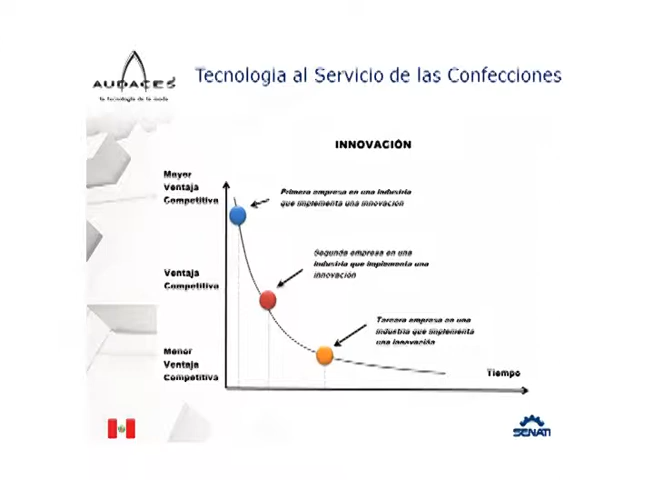 AUDACES
la tecnología de la moda
Tecnologia al Servicio de las Confecciones
INNOVACIÓN
Mayor
Ventaja
Competitiva
Primera empresa en una industria
que implementa una innovación
Segunda empresa en una
industria que implementa una
innovación
Ventaja
Competitiva
Tercera empresa en una
industria que implementa
una innovación
Menor
Ventaja
Competitiva
Tiempo
SENATI